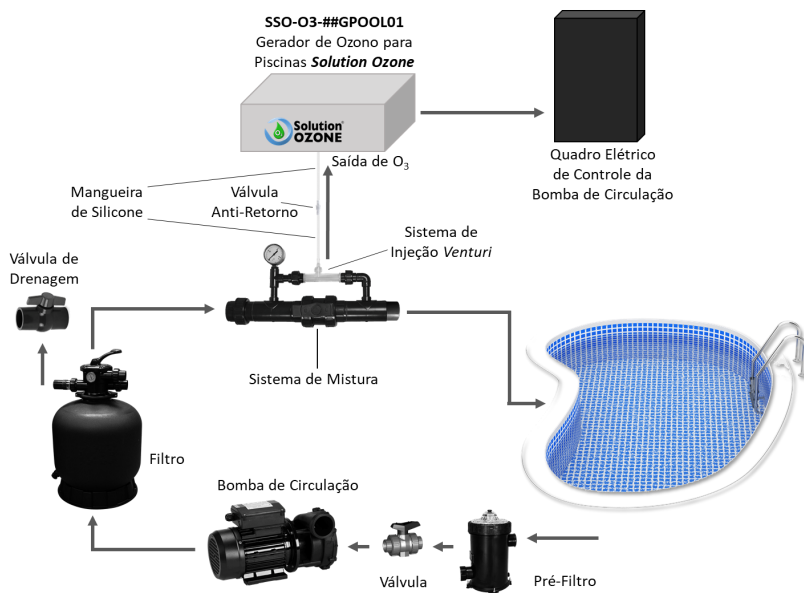 SSO-O3-##GPOOL01
Gerador de Ozono para
Piscinas Solution Ozone
Solution
OZONE
Saída de O₃
Quadro Elétrico
de Controle da
Bomba de Circulação
Mangueira
de Silicone
Válvula
Anti-Retorno
Sistema de
Injeção Venturi
Válvula de
Drenagem
Sistema de Mistura
Filtro
Bomba de Circulação
Válvula
Pré-Filtro